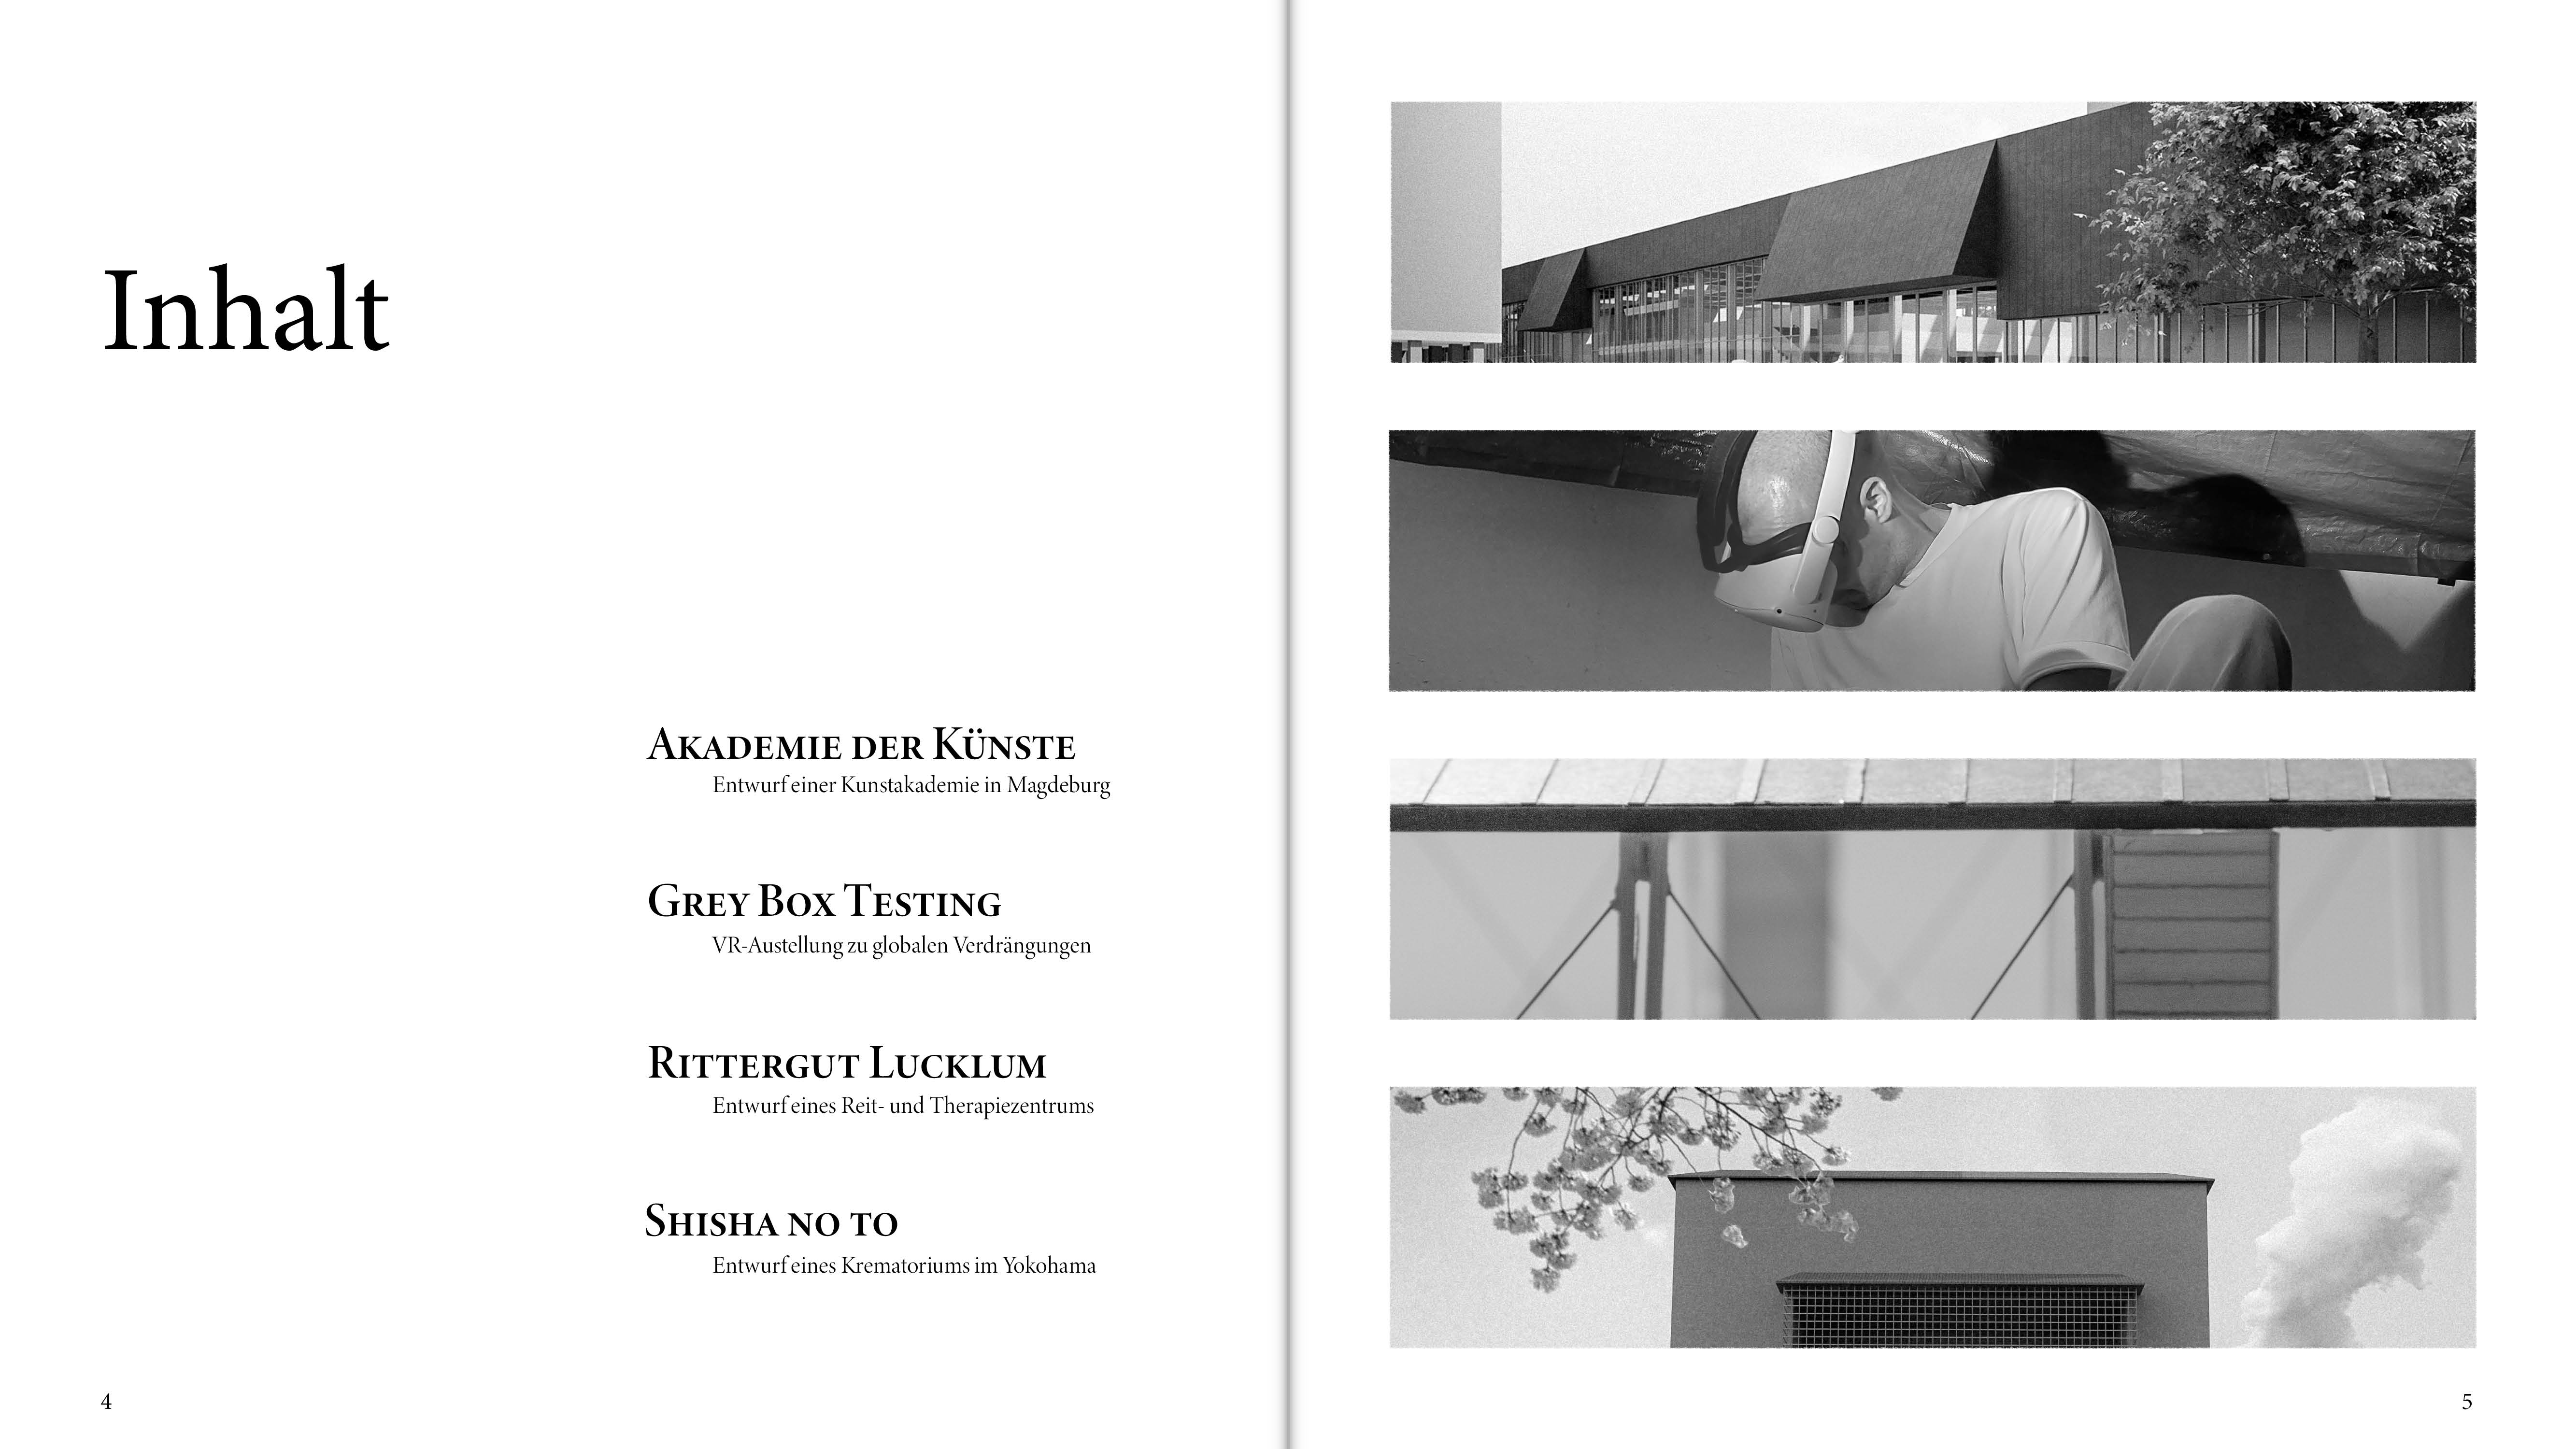 Inhalt
Akademie der Künste
Entwurf einer Kunstakademie in Magdeburg
Grey Box Testing
VR-Austellung zu globalen Verdrängungen
Rittergut Lucklum
Entwurf eines Reit- und Therapiezentrums
Shisha no to
Entwurf eines Krematoriums im Yokohama
4
5